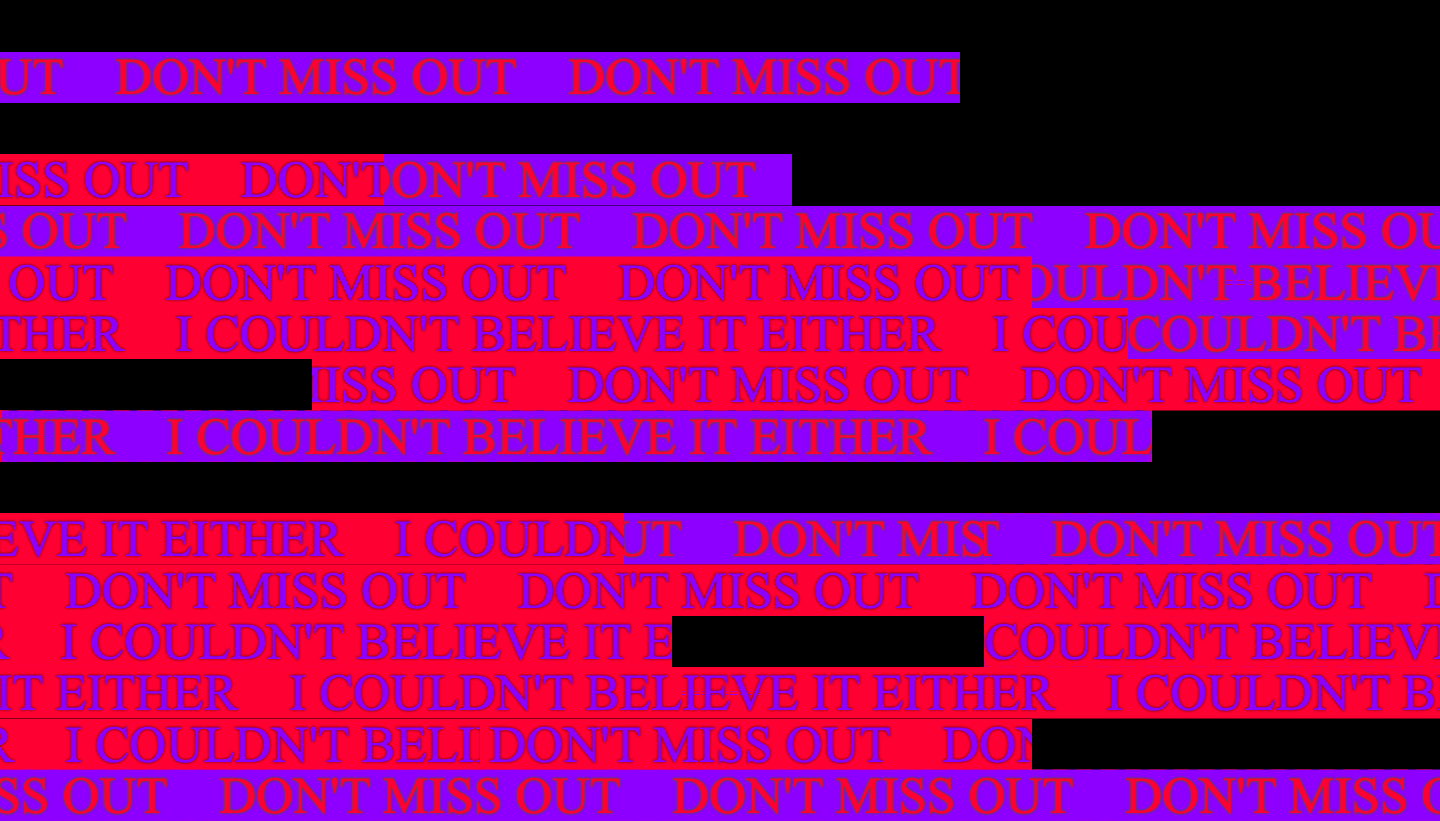 UT DON'T MISS OUT DON'T MISS OUT
ISS OUT DON'T ON'T MISS OUT
S OUT DON'T MISS OUT DON'T MISS OUT DON'T MISS OU
OUT DON'T MISS OUT DON'T MISS OUT OULDN'T BELIEV
THER I COULDN'T BELIEVE IT EITHER I COU COULDN'T B
ISS OUT DON'T MISS OUT DON'T MISS OUT
THER I COULDN'T BELIEVE IT EITHER I COUL
EVE IT EITHER I COULDN UT DON'T MIS T DON'T MISS OUT
T DON'T MISS OUT DON'T MISS OUT DON'T MISS OUT
R I COULDN'T BELIEVE IT E COULDN'T BELIEVE
IT EITHER I COULDN'T BELIEVE IT EITHER I COULDN'T B
R I COULDN'T BELI DON'T MISS OUT DON
SS OUT DON'T MISS OUT DON'T MISS OUT DON'T MISS O